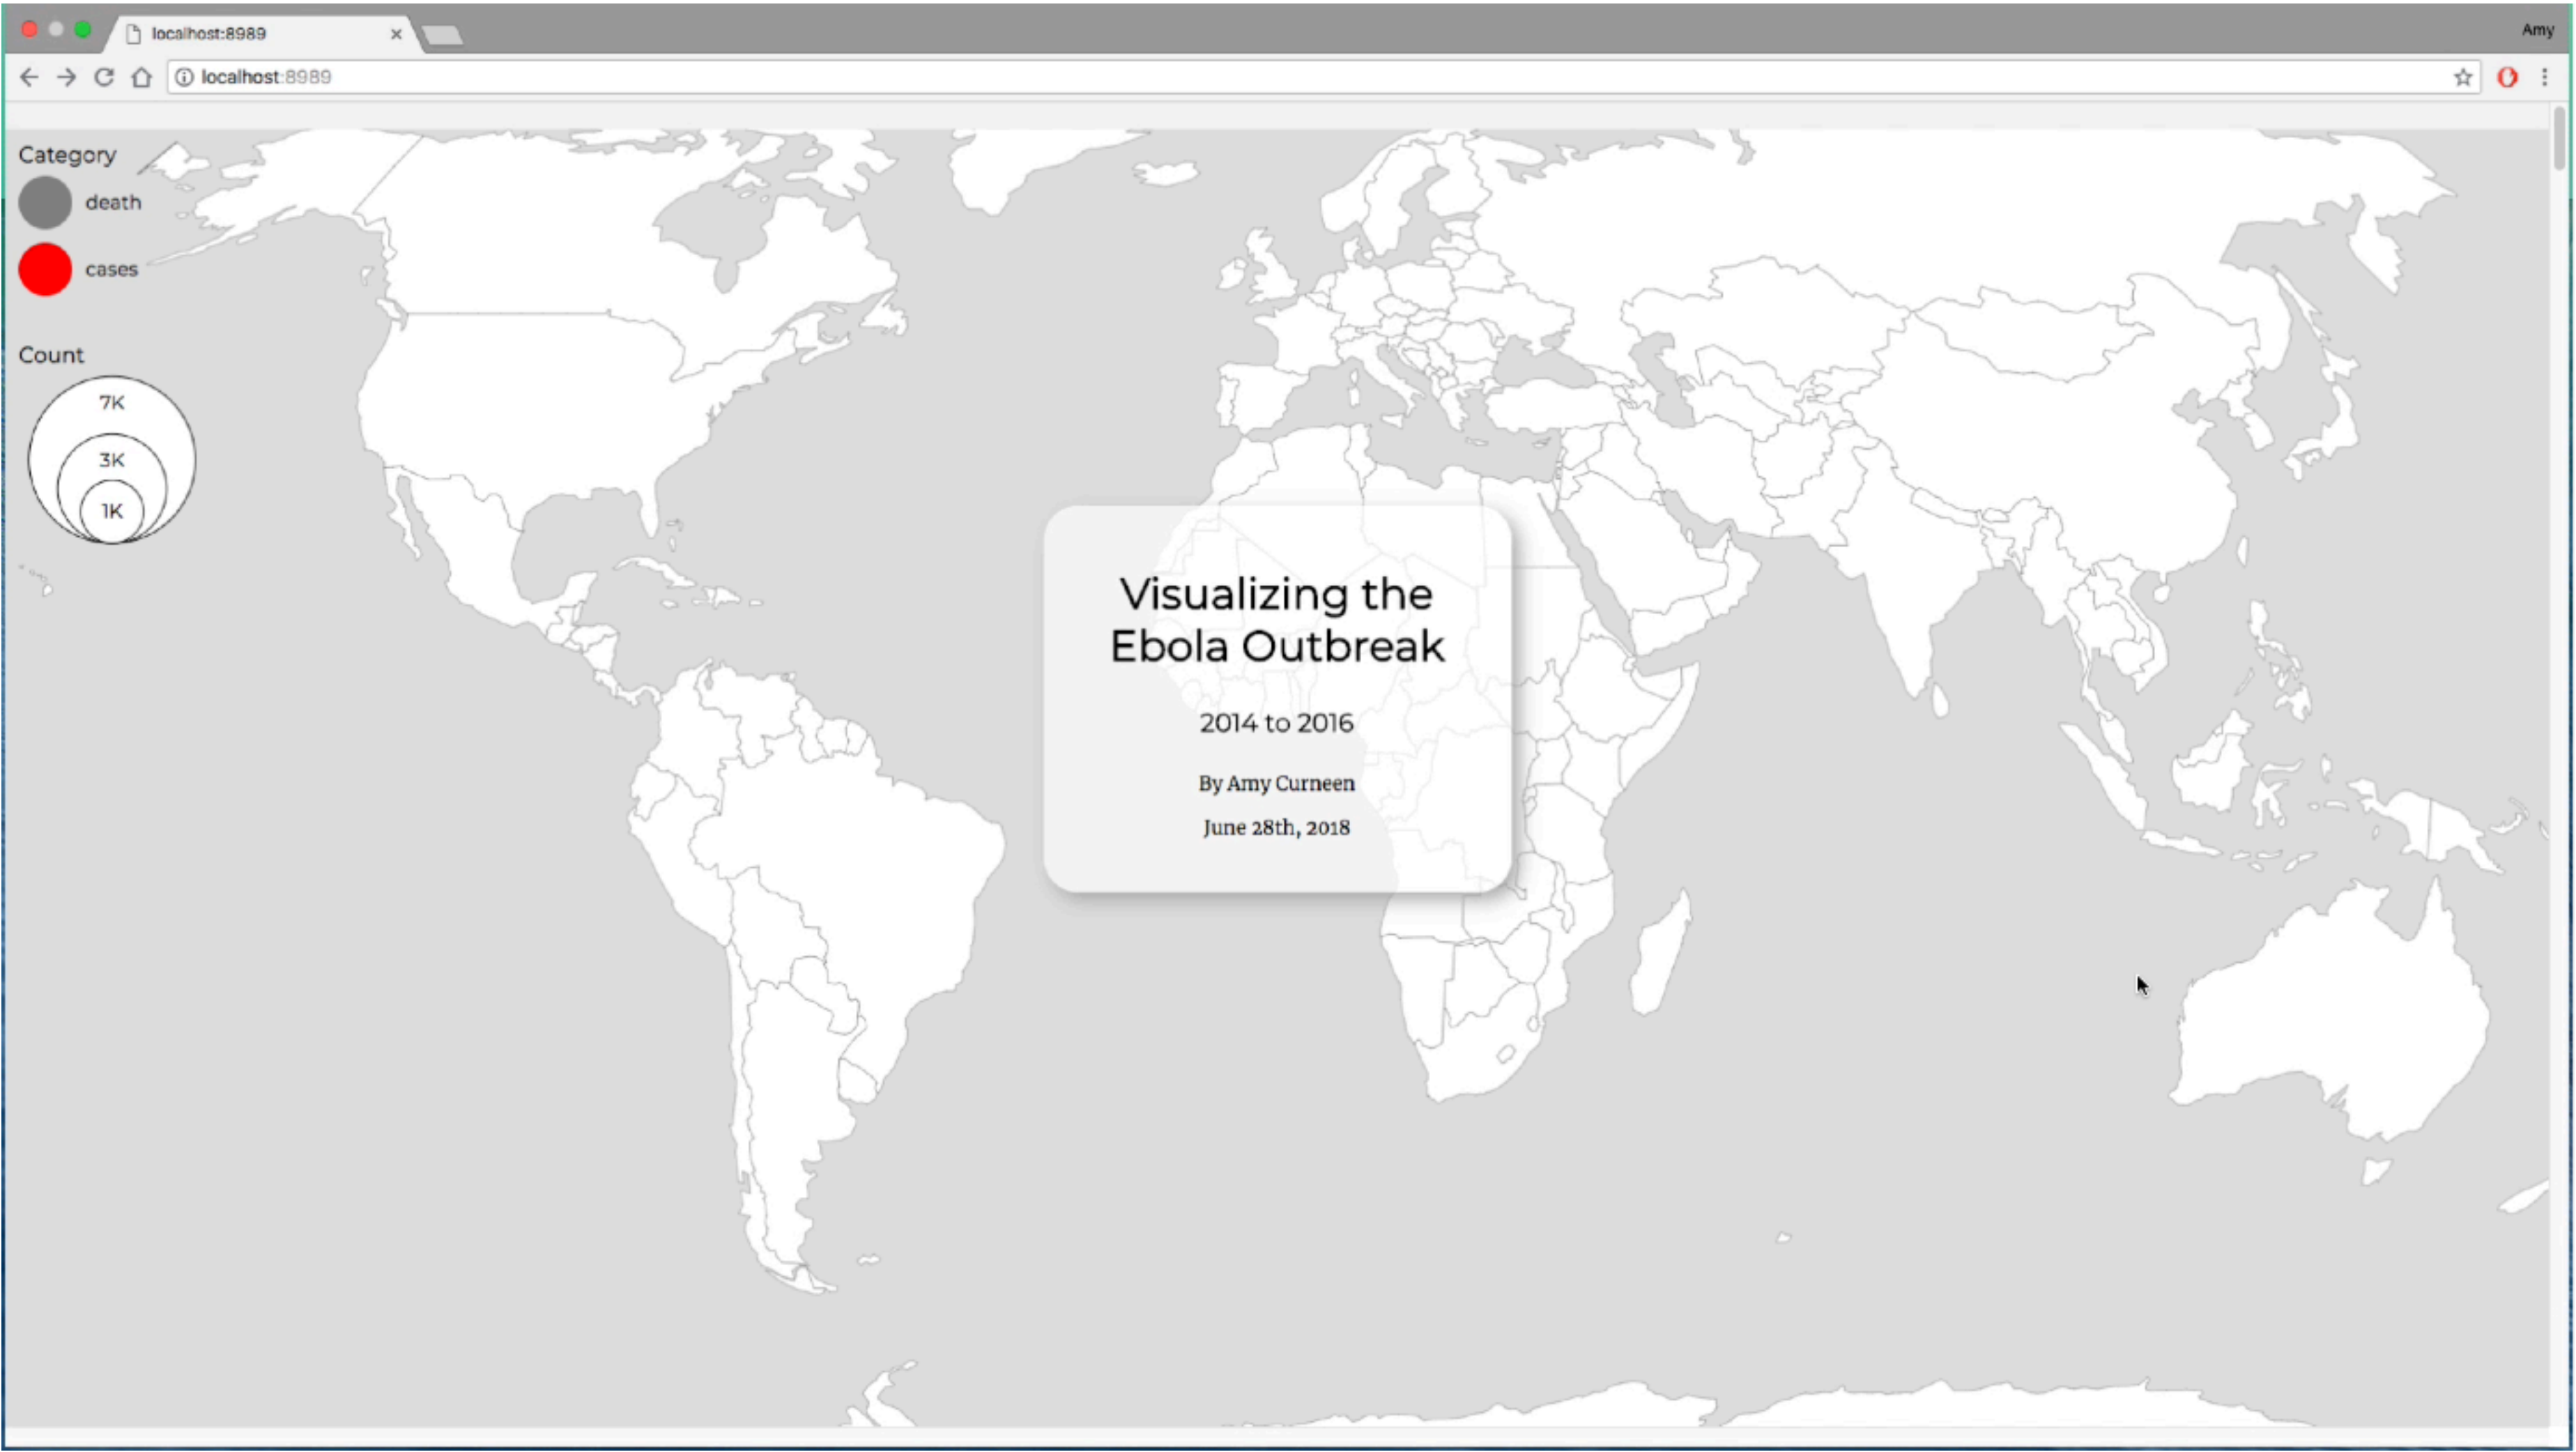 localhost:8989
Amy
localhost:8989
Category
death
cases
Count
7K
3K
1K
Visualizing the
Ebola Outbreak
2014 to 2016
By Amy Curneen
June 28th, 2018